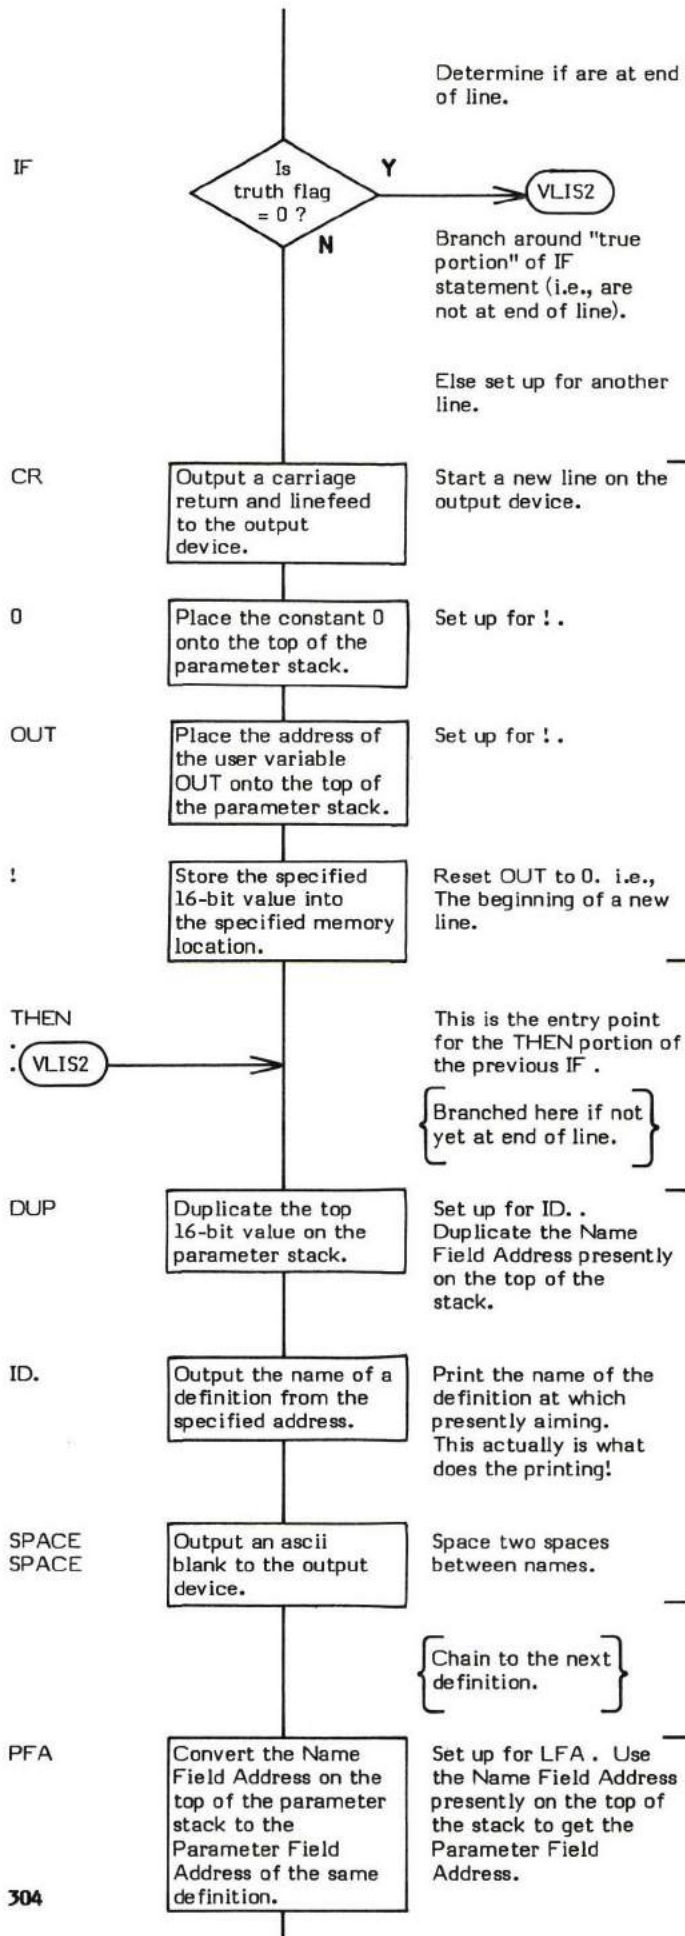 Determine if are at end
of line.
IF
Is
truth flag
= 0 ?
Y
VLIS2
N
Branch around "true
portion" of IF
statement (i.e., are
not at end of line).
Else set up for another
line.
CR
Output a carriage
return and linefeed
to the output
device.
Start a new line on the
output device.
0
Place the constant 0
onto the top of the
parameter stack.
Set up for ! .
OUT
Place the address of
the user variable
OUT onto the top of
the parameter stack.
Set up for ! .
!
Store the specified
16-bit value into
the specified memory
location.
Reset OUT to 0. i.e.,
The beginning of a new
line.
THEN
:
VLIS2
This is the entry point
for the THEN portion of
the previous IF .
Branched here if not
yet at end of line.
DUP
Duplicate the top
16-bit value on the
parameter stack.
Set up for ID. .
Duplicate the Name
Field Address presently
on the top of the
stack.
ID.
Output the name of a
definition from the
specified address.
Print the name of the
definition at which
presently aiming.
This actually is what
does the printing!
SPACE
SPACE
Output an ascii
blank to the output
device.
Space two spaces
between names.
Chain to the next
definition.
PFA
Convert the Name
Field Address on the
top of the parameter
stack to the
Parameter Field
Address of the same
definition.
Set up for LFA . Use
the Name Field Address
presently on the top of
the stack to get the
Parameter Field
Address.
304